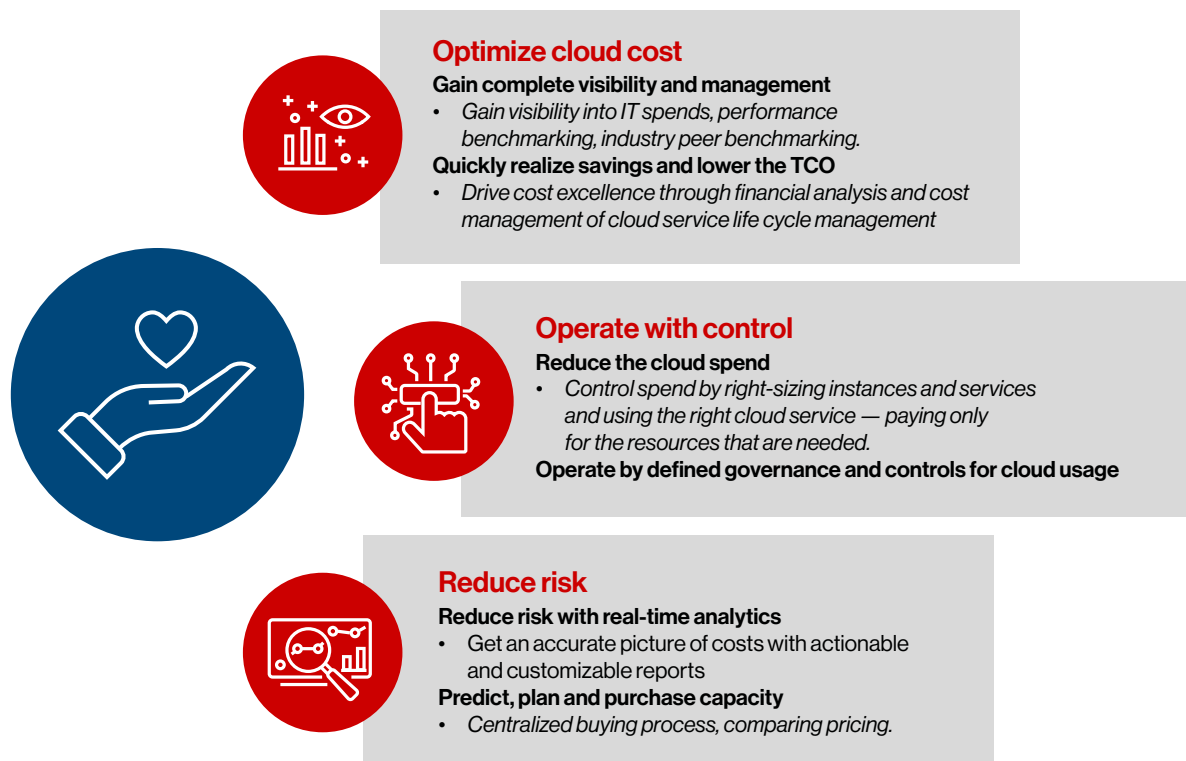 Optimize cloud cost
Gain complete visibility and management
• Gain visibility into IT spends, performance
benchmarking, industry peer benchmarking.
Quickly realize savings and lower the TCO
• Drive cost excellence through financial analysis and cost
management of cloud service life cycle management
Operate with control
Reduce the cloud spend
• Control spend by right-sizing instances and services
and using the right cloud service — paying only
for the resources that are needed.
Operate by defined governance and controls for cloud usage
Reduce risk
Reduce risk with real-time analytics
• Get an accurate picture of costs with actionable
and customizable reports
Predict, plan and purchase capacity
• Centralized buying process, comparing pricing.